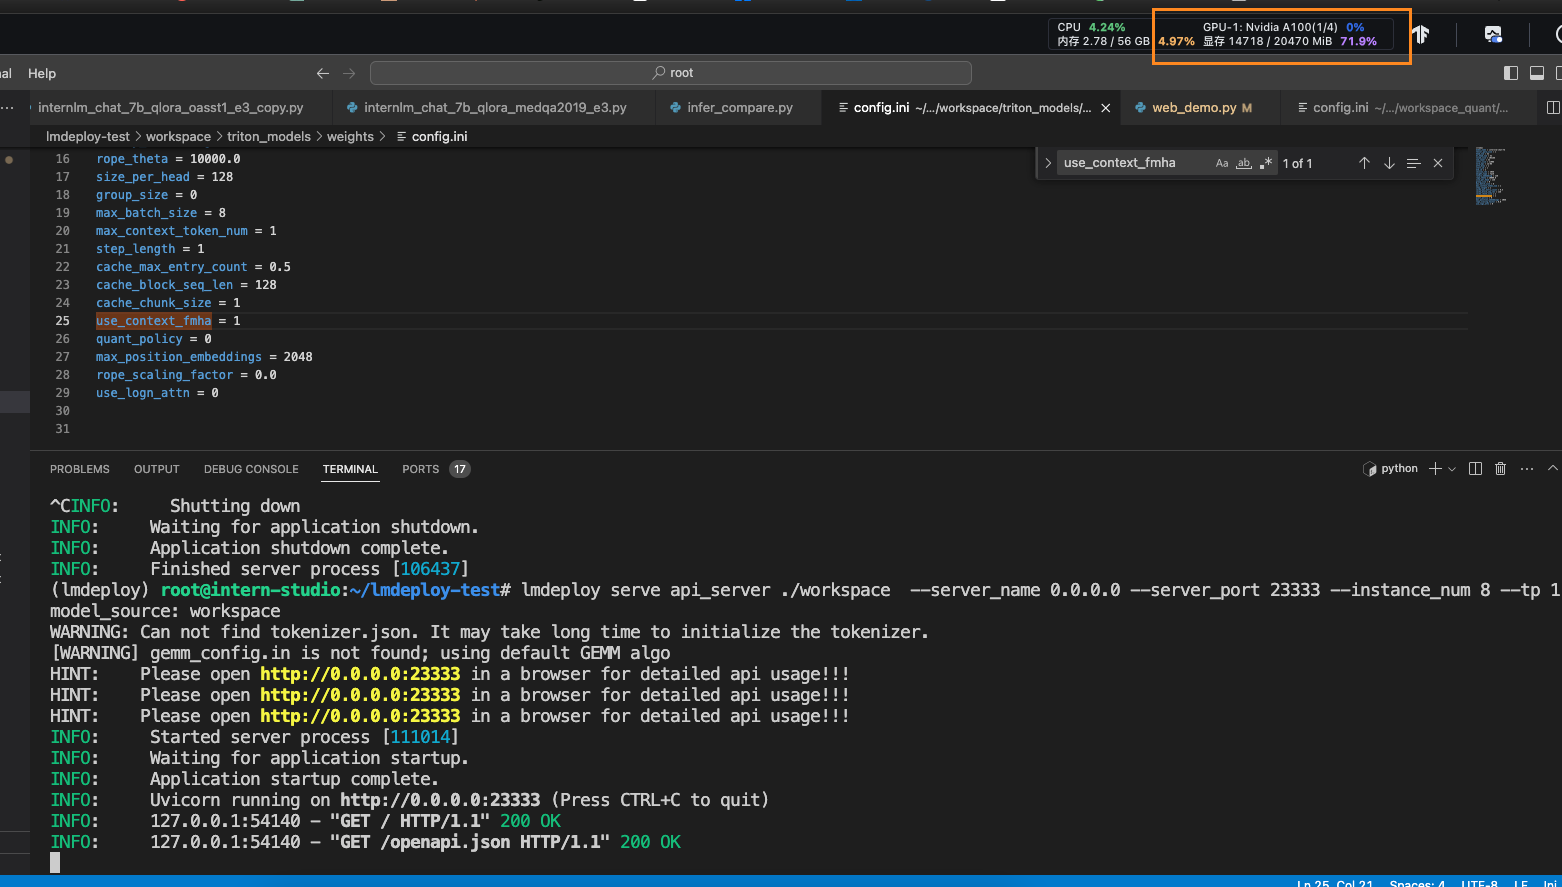 CPU 4.24%
内存 2.78 / 56 GB 4.97%
GPU-1: Nvidia A100(1/4) 0%
显存 14718 / 20470 MiB 71.9%
al Help
root
internlm_chat_7b_qlora_oasst1_e3_copy.py
internlm_chat_7b_qlora_medqa2019_e3.py
infer_compare.py
config.ini ~/.../workspace/triton_models/...
web_demo.py M
config.ini ~/.../workspace_quant/...
lmdeploy-test > workspace > triton_models > weights > config.ini
use_context_fmha Aa ab .* 1 of 1
16 rope_theta = 10000.0
17 size_per_head = 128
18 group_size = 0
19 max_batch_size = 8
20 max_context_token_num = 1
21 step_length = 1
22 cache_max_entry_count = 0.5
23 cache_block_seq_len = 128
24 cache_chunk_size = 1
25 use_context_fmha = 1
26 quant_policy = 0
27 max_position_embeddings = 2048
28 rope_scaling_factor = 0.0
29 use_logn_attn = 0
30
31
PROBLEMS OUTPUT DEBUG CONSOLE TERMINAL PORTS 17
python
^CINFO: Shutting down
INFO: Waiting for application shutdown.
INFO: Application shutdown complete.
INFO: Finished server process [106437]
(lmdeploy) root@intern-studio:~/lmdeploy-test# lmdeploy serve api_server ./workspace --server_name 0.0.0.0 --server_port 23333 --instance_num 8 --tp 1
model_source: workspace
WARNING: Can not find tokenizer.json. It may take long time to initialize the tokenizer.
[WARNING] gemm_config.in is not found; using default GEMM algo
HINT: Please open http://0.0.0.0:23333 in a browser for detailed api usage!!!
HINT: Please open http://0.0.0.0:23333 in a browser for detailed api usage!!!
HINT: Please open http://0.0.0.0:23333 in a browser for detailed api usage!!!
INFO: Started server process [111014]
INFO: Waiting for application startup.
INFO: Application startup complete.
INFO: Uvicorn running on http://0.0.0.0:23333 (Press CTRL+C to quit)
INFO: 127.0.0.1:54140 – "GET / HTTP/1.1" 200 OK
INFO: 127.0.0.1:54140 – "GET /openapi.json HTTP/1.1" 200 OK
Ln 25, Col 21 Spaces: 4 UTF-8 LF Ini